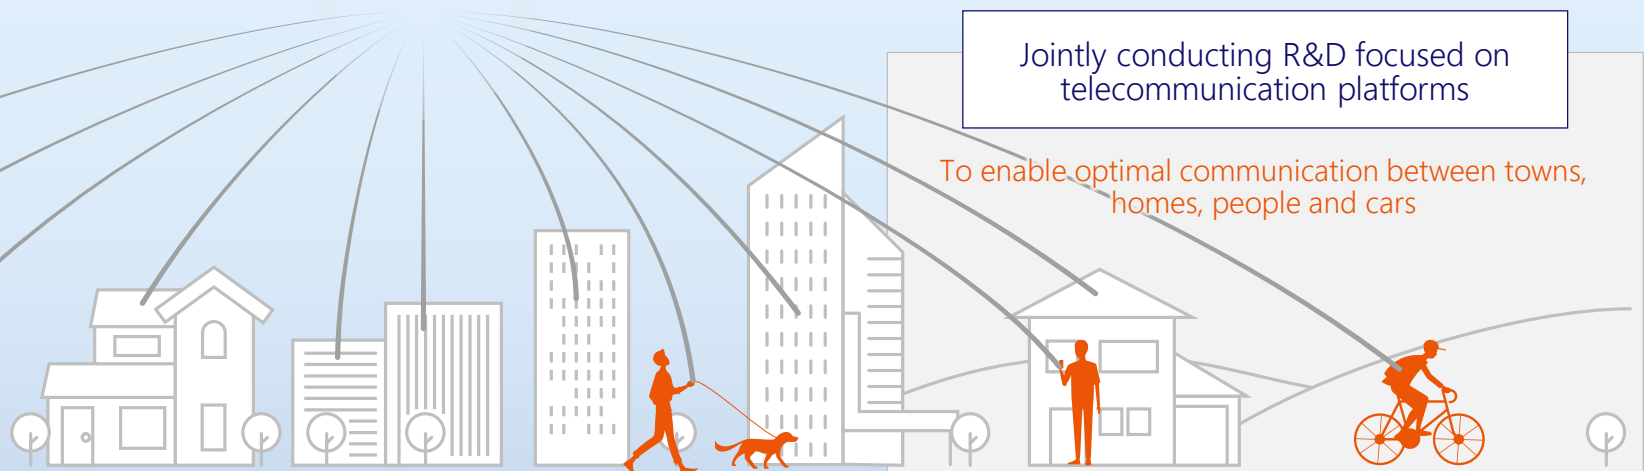 Jointly conducting R&D focused on
telecommunication platforms
To enable optimal communication between towns,
homes, people and cars